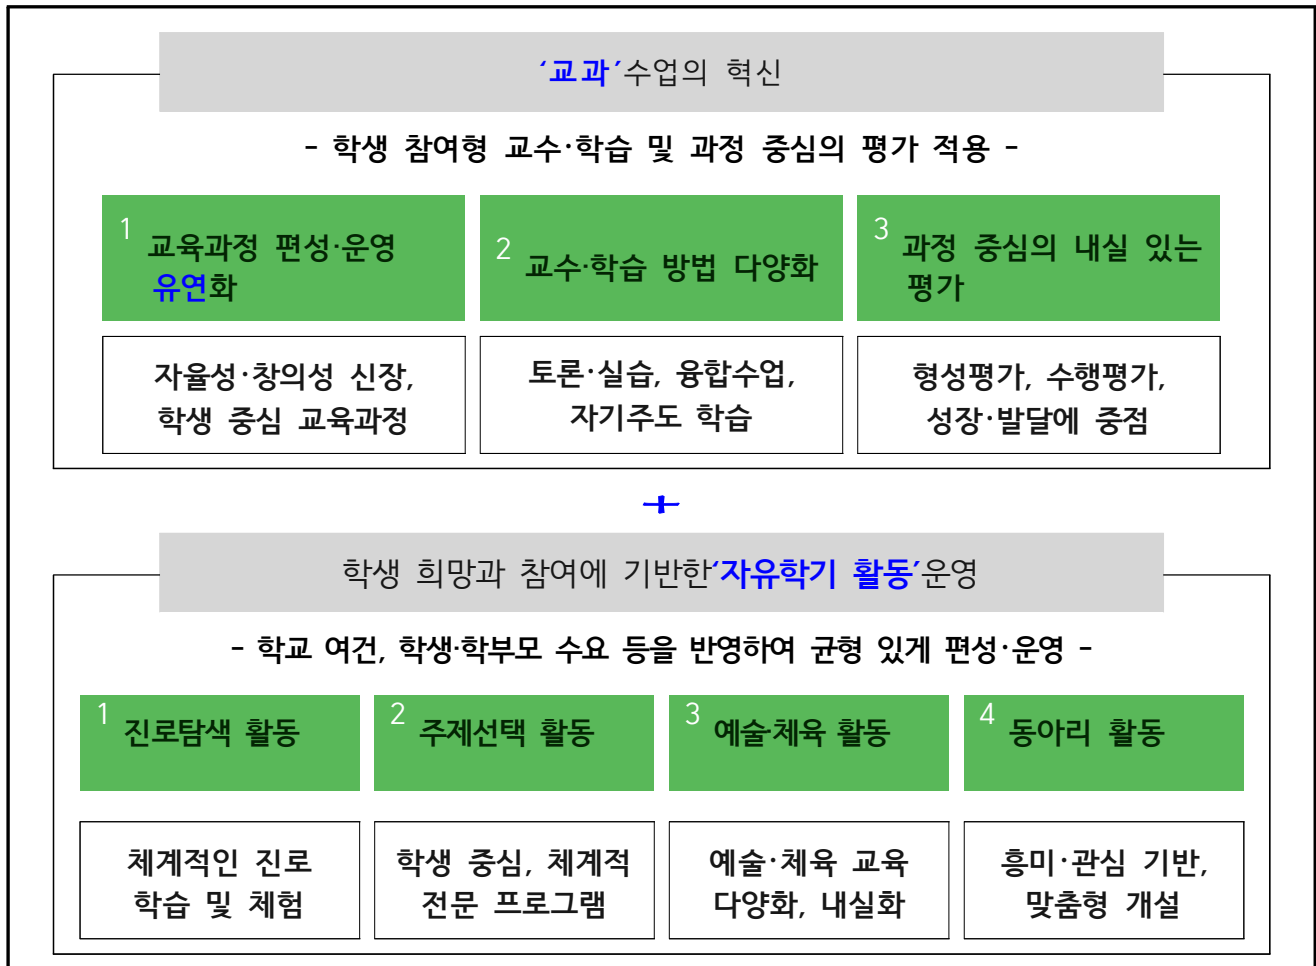 ‘교과’수업의 혁신
- 학생 참여형 교수·학습 및 과정 중심의 평가 적용 -
1 교육과정 편성·운영
유연화
2 교수·학습 방법 다양화
3 과정 중심의 내실 있는
평가
자율성·창의성 신장,
학생 중심 교육과정
토론·실습, 융합수업,
자기주도 학습
형성평가, 수행평가,
성장·발달에 중점
+
학생 희망과 참여에 기반한‘자유학기 활동’운영
- 학교 여건, 학생·학부모 수요 등을 반영하여 균형 있게 편성·운영 -
1 진로탐색 활동
2 주제선택 활동
3 예술·체육 활동
4 동아리 활동
체계적인 진로
학습 및 체험
학생 중심, 체계적
전문 프로그램
예술·체육 교육
다양화, 내실화
흥미·관심 기반,
맞춤형 개설